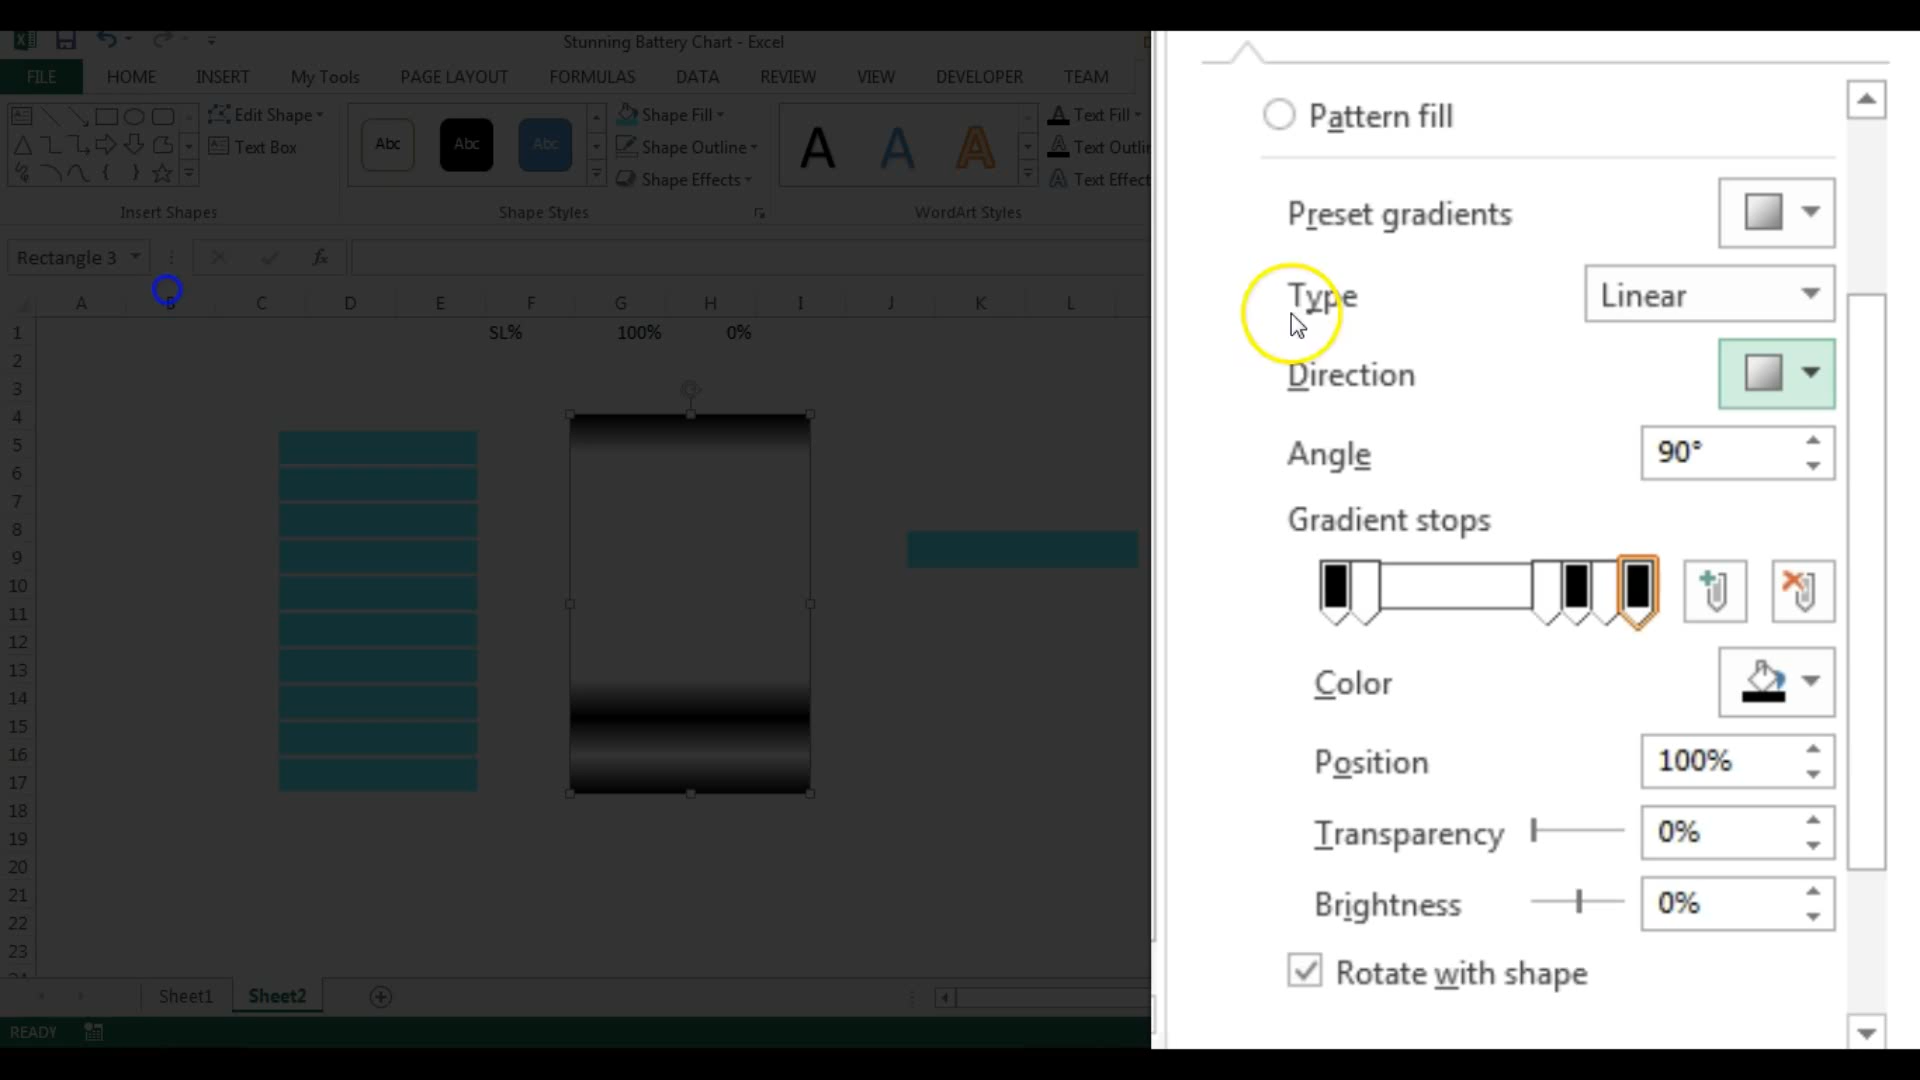 Stunning Battery Chart - Excel
FILE HOME INSERT My Tools PAGE LAYOUT FORMULAS DATA REVIEW VIEW DEVELOPER TEAM
Edit Shape
Text Box
Insert Shapes
Abc Abc Abc
Shape Fill
Shape Outline
Shape Effects
Shape Styles
A A A
Text Fill
Text Outli
Text Effect
WordArt Styles
Rectangle 3
fx
A B C D E F G H I J K L
1 SL% 100% 0%
2
3
4
5
6
7
8
9
10
11
12
13
14
15
16
17
18
19
20
21
22
23
Sheet1 Sheet2
READY
Pattern fill
Preset gradients
Type Linear
Direction
Angle 90°
Gradient stops
Color
Position 100%
Transparency 0%
Brightness 0%
Rotate with shape